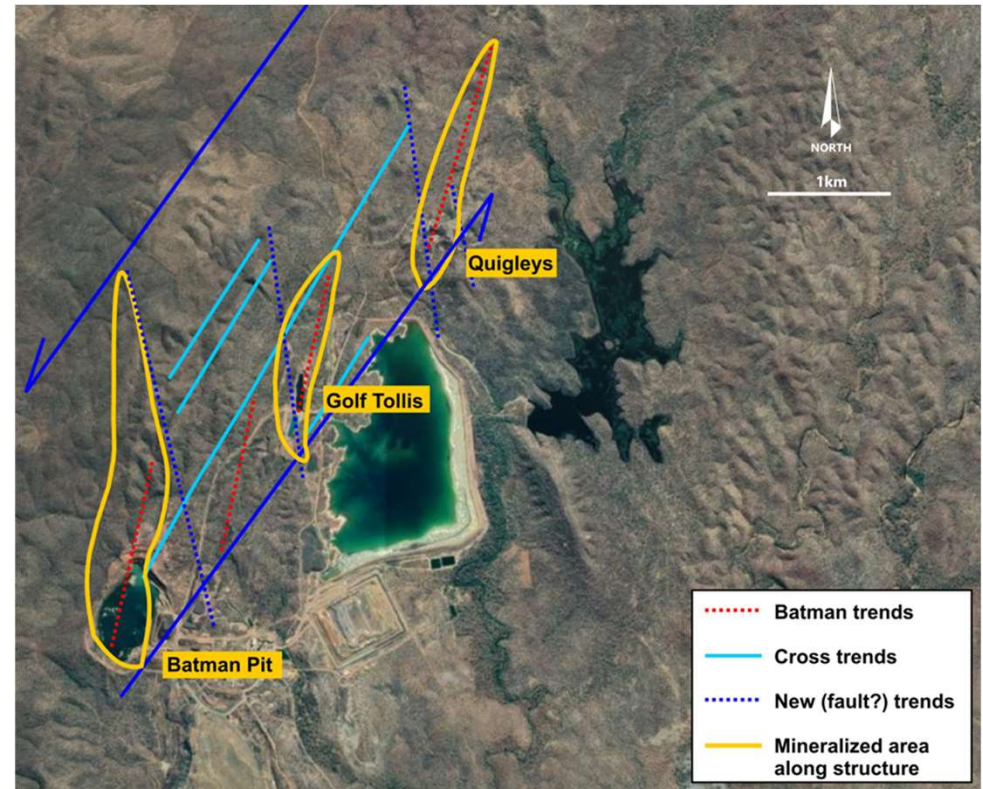 NORTH
1km
Quigleys
Golf Tollis
Batman Pit
Batman trends
Cross trends
New (fault?) trends
Mineralized area
along structure